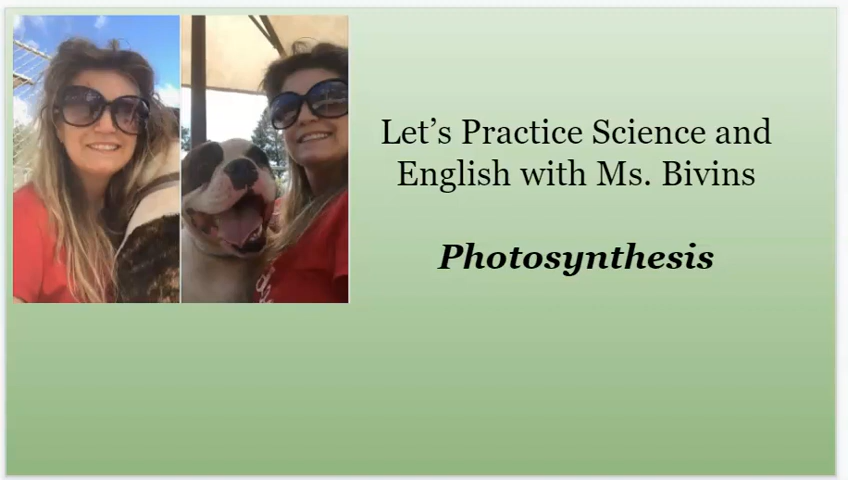 Let’s Practice Science and
English with Ms. Bivins
Photosynthesis